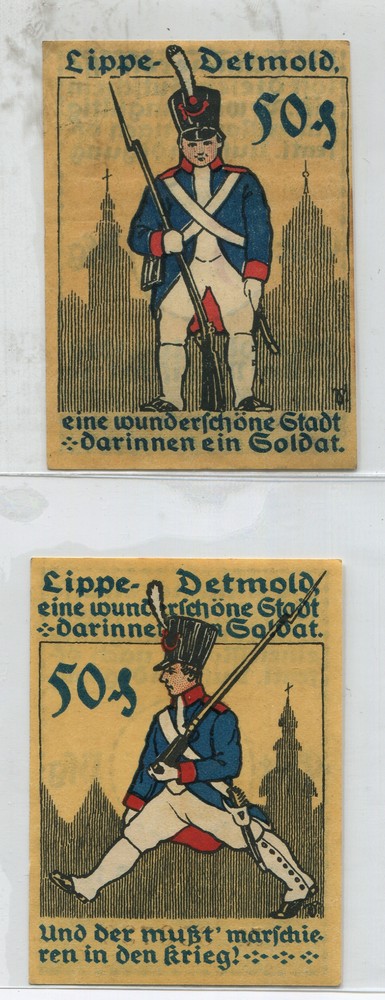 Lippe- Detmold,
50 ₰
eine wunderschöne Stadt
darinnen ein Soldat.
Lippe- Detmold,
eine wunderschöne Stadt
darinnen ein Soldat.
50 ₰
Und der mußt' marschie-
ren in den Krieg!